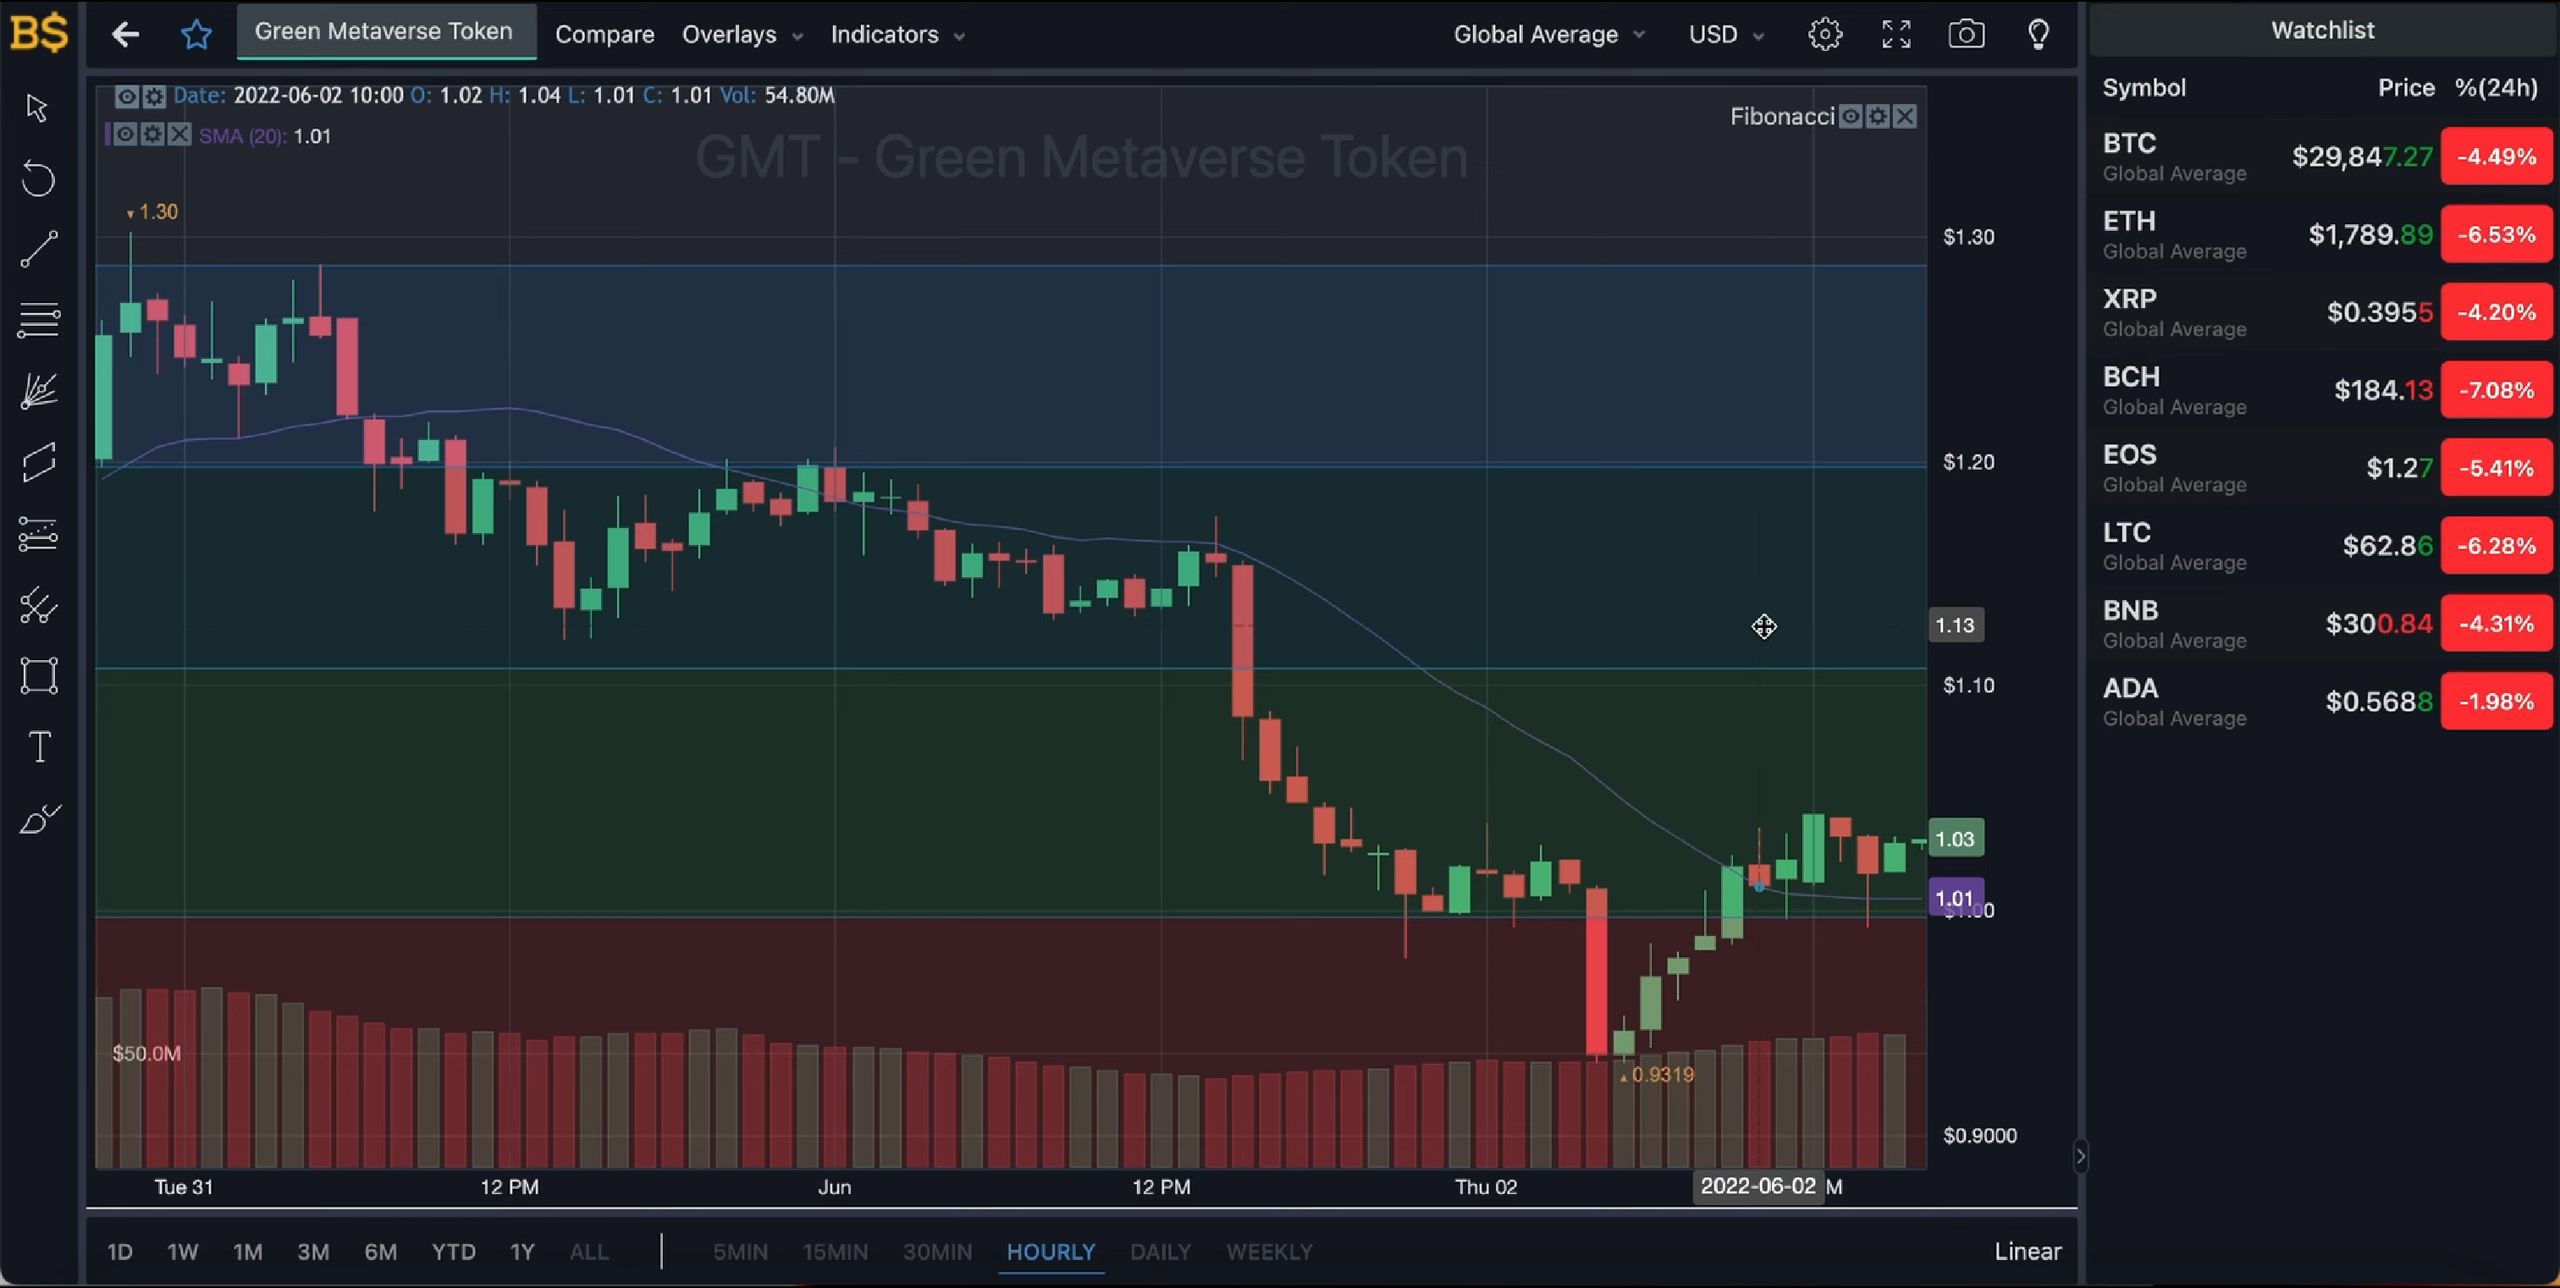 B$
Green Metaverse Token
Compare
Overlays
Indicators
Global Average
USD
Date: 2022-06-02 10:00 O: 1.02 H: 1.04 L: 1.01 C: 1.01 Vol: 54.80M
SMA (20): 1.01
Fibonacci
GMT - Green Metaverse Token
1.30
$1.30
$1.20
1.13
$1.10
1.03
1.01
$50.0M
0.9319
$0.9000
Tue 31
12 PM
Jun
12 PM
Thu 02
2022-06-02
M
1D 1W 1M 3M 6M YTD 1Y ALL
5MIN 15MIN 30MIN HOURLY DAILY WEEKLY
Linear
Watchlist
Symbol Price %(24h)
BTC $29,847.27 -4.49%
Global Average
ETH $1,789.89 -6.53%
Global Average
XRP $0.3955 -4.20%
Global Average
BCH $184.13 -7.08%
Global Average
EOS $1.27 -5.41%
Global Average
LTC $62.86 -6.28%
Global Average
BNB $300.84 -4.31%
Global Average
ADA $0.5688 -1.98%
Global Average
T